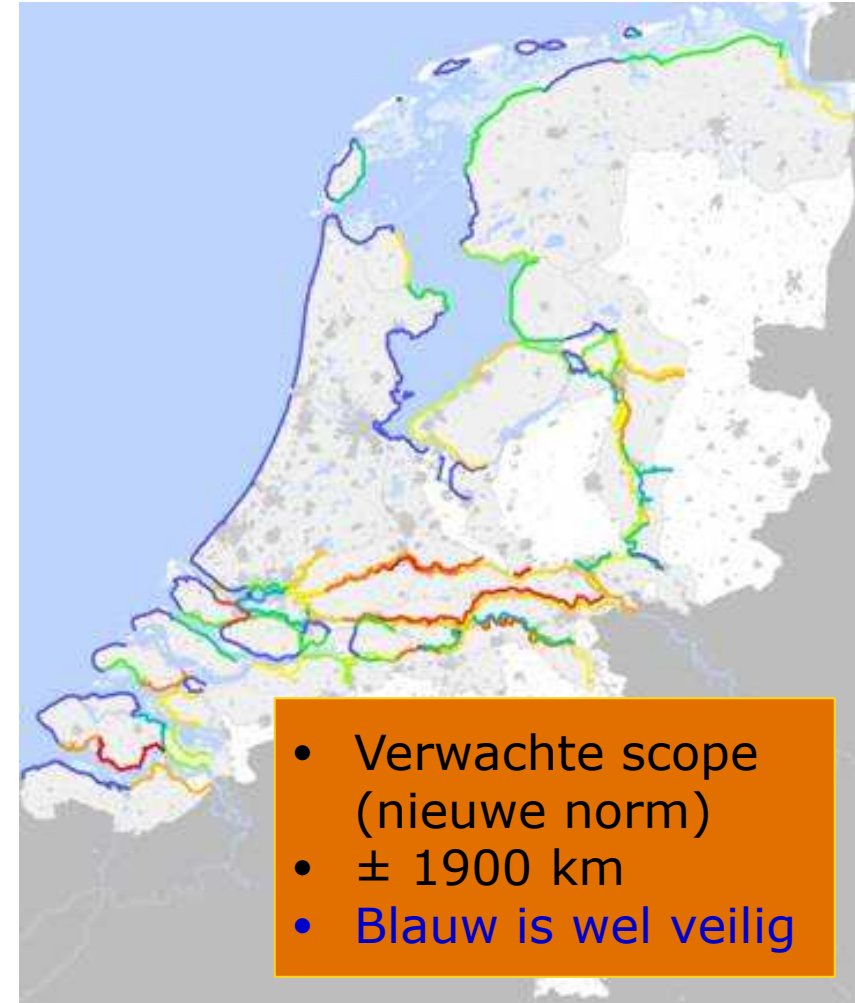 • Verwachte scope
(nieuwe norm)
• ± 1900 km
• Blauw is wel veilig